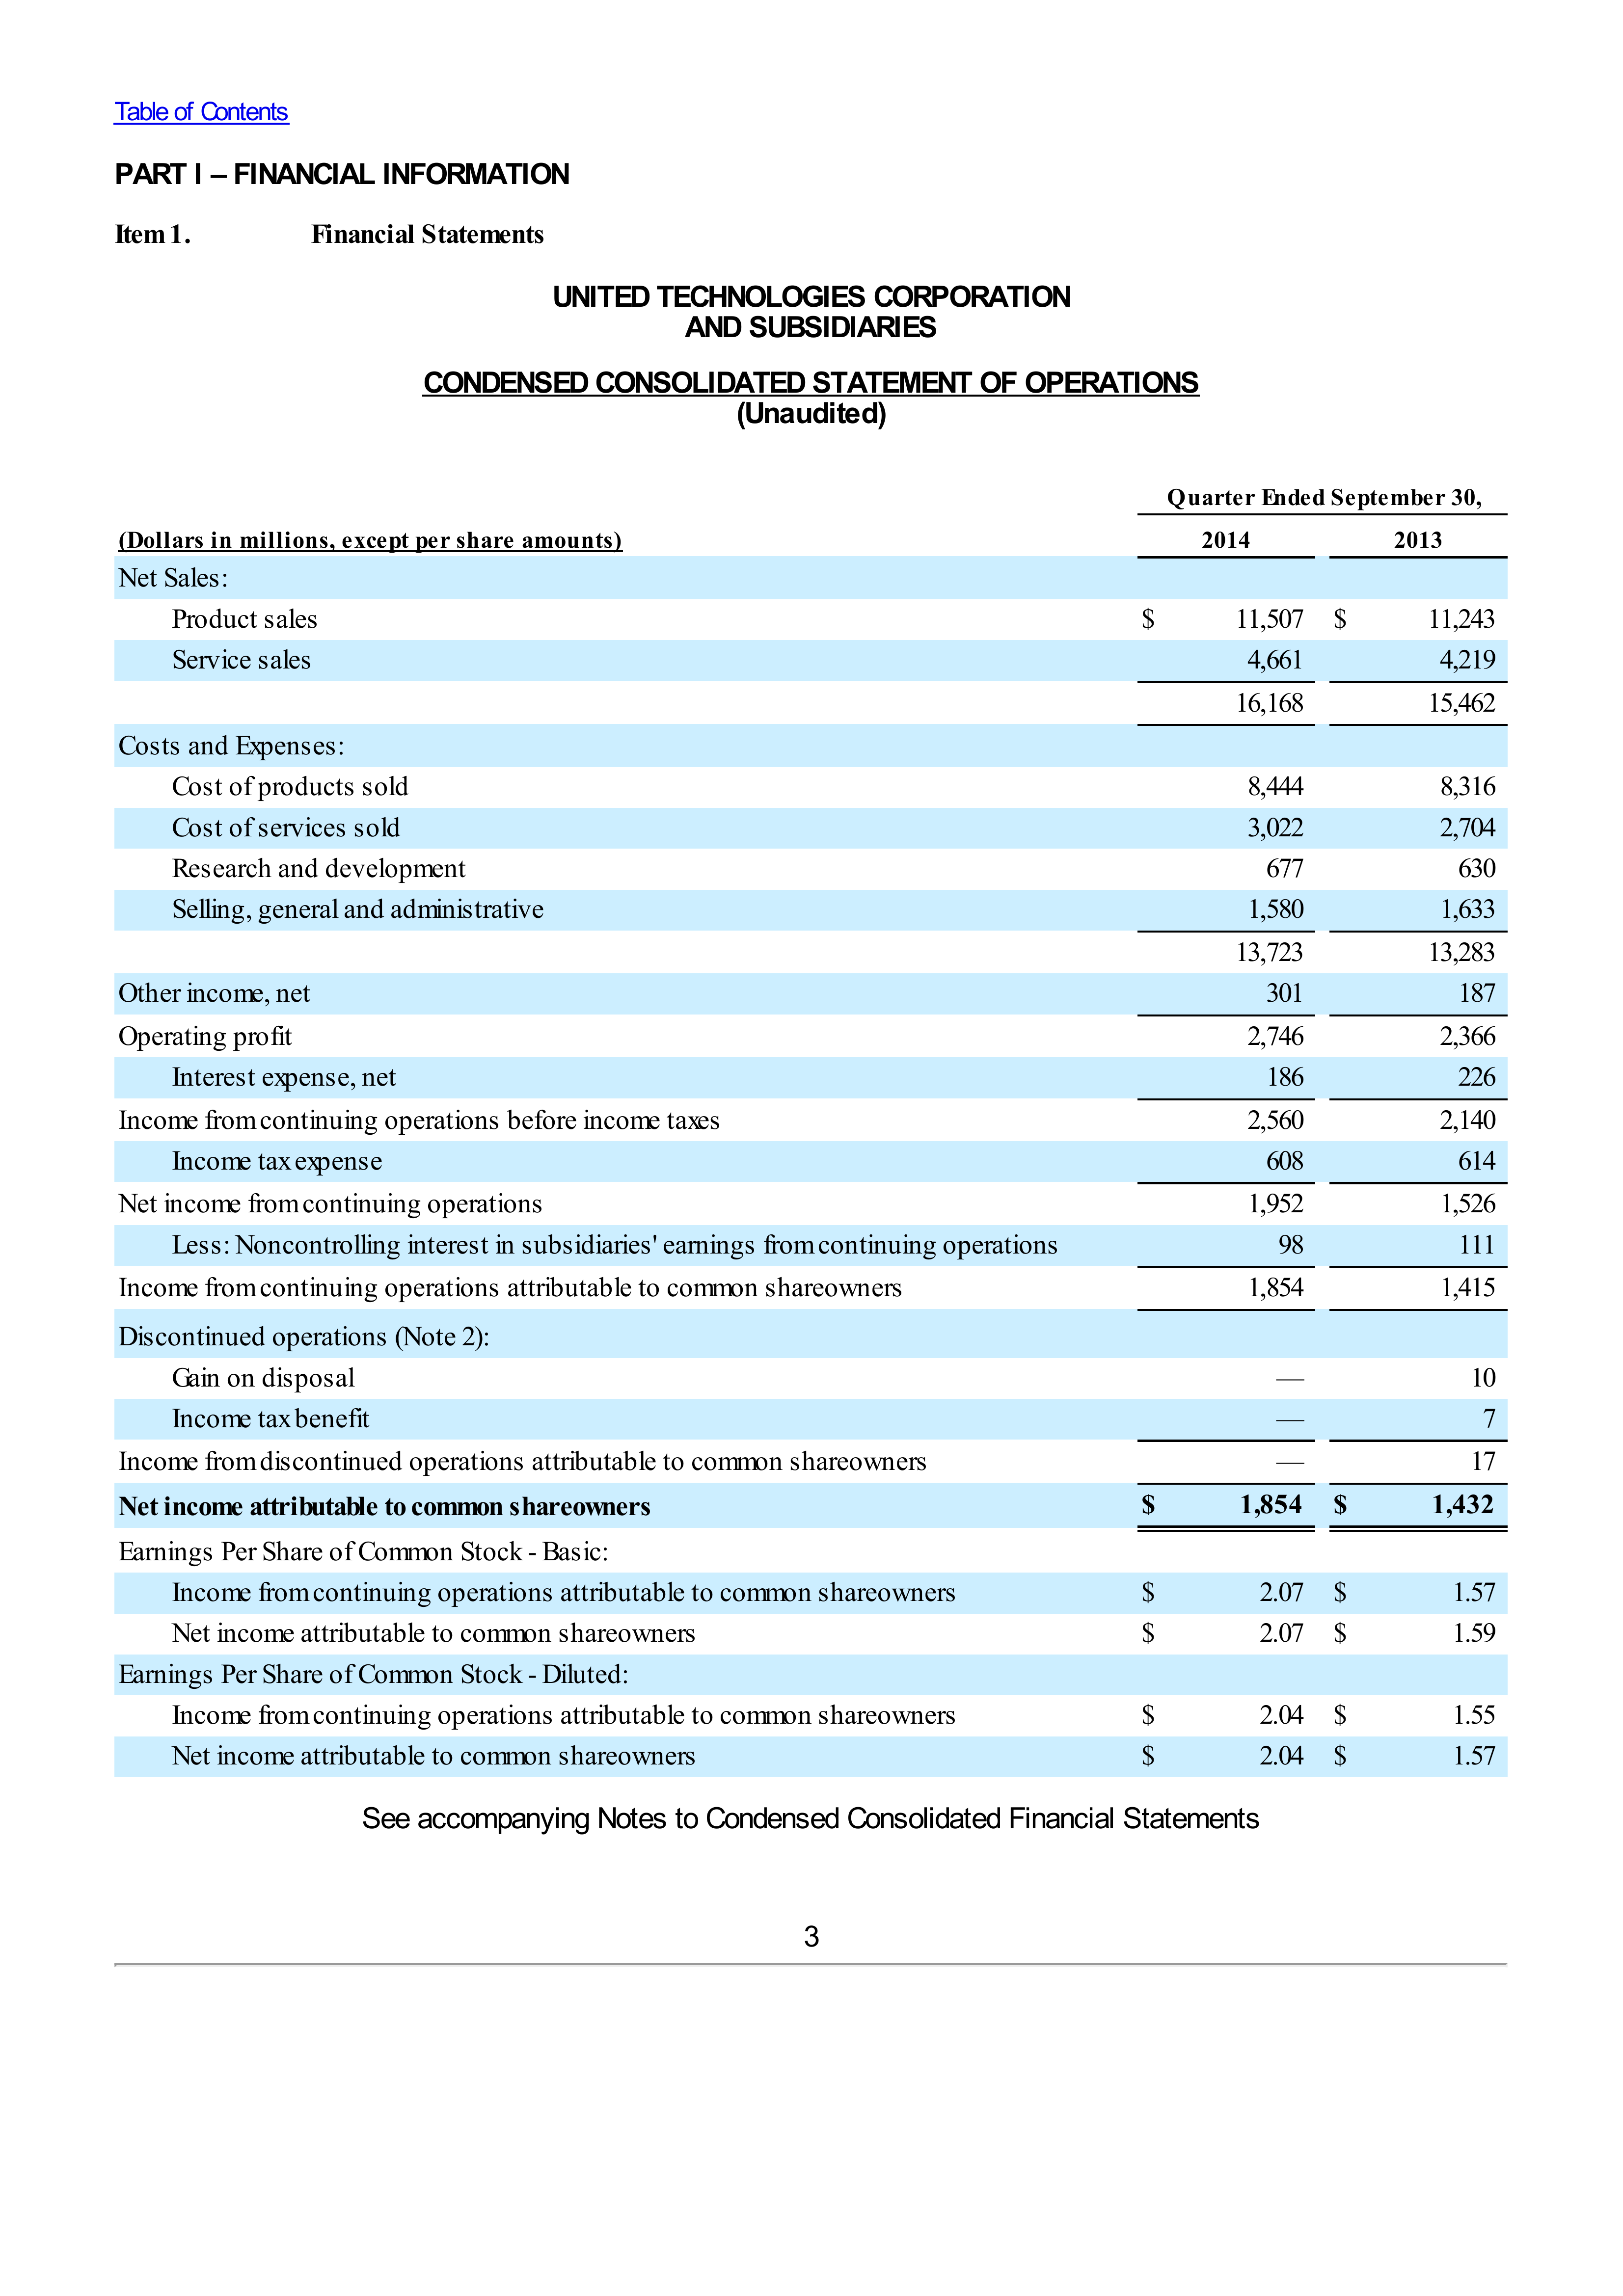 Table of Contents
PART I – FINANCIAL INFORMATION
Item 1. Financial Statements
UNITED TECHNOLOGIES CORPORATION
AND SUBSIDIARIES
CONDENSED CONSOLIDATED STATEMENT OF OPERATIONS
(Unaudited)
Quarter Ended September 30,
(Dollars in millions, except per share amounts) 2014 2013
Net Sales:
Product sales $ 11,507 $ 11,243
Service sales 4,661 4,219
16,168 15,462
Costs and Expenses:
Cost of products sold 8,444 8,316
Cost of services sold 3,022 2,704
Research and development 677 630
Selling, general and administrative 1,580 1,633
13,723 13,283
Other income, net 301 187
Operating profit 2,746 2,366
Interest expense, net 186 226
Income from continuing operations before income taxes 2,560 2,140
Income tax expense 608 614
Net income from continuing operations 1,952 1,526
Less: Noncontrolling interest in subsidiaries' earnings from continuing operations 98 111
Income from continuing operations attributable to common shareowners 1,854 1,415
Discontinued operations (Note 2):
Gain on disposal — 10
Income tax benefit — 7
Income from discontinued operations attributable to common shareowners — 17
Net income attributable to common shareowners $ 1,854 $ 1,432
Earnings Per Share of Common Stock - Basic:
Income from continuing operations attributable to common shareowners $ 2.07 $ 1.57
Net income attributable to common shareowners $ 2.07 $ 1.59
Earnings Per Share of Common Stock - Diluted:
Income from continuing operations attributable to common shareowners $ 2.04 $ 1.55
Net income attributable to common shareowners $ 2.04 $ 1.57
See accompanying Notes to Condensed Consolidated Financial Statements
3